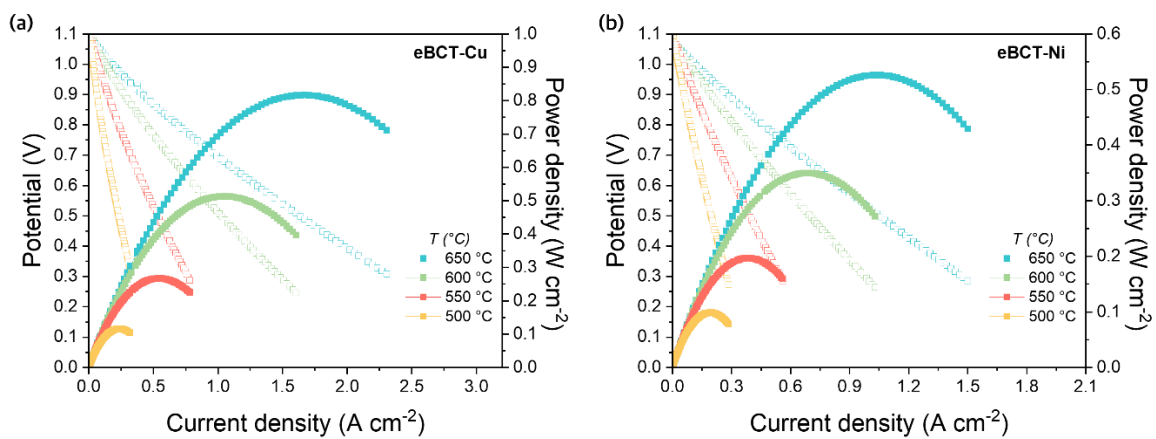 (a)
eBCT-Cu
Potential (V)
1.1
1.0
0.9
0.8
0.7
0.6
0.5
0.4
0.3
0.2
0.1
0.0
1.0
0.9
0.8
0.7
0.6
0.5
0.4
0.3
0.2
0.1
0.0
Power density (W cm⁻²)
T (°C)
650 °C
600 °C
550 °C
500 °C
0.0 0.5 1.0 1.5 2.0 2.5 3.0
Current density (A cm⁻²)
(b)
eBCT-Ni
Potential (V)
1.1
1.0
0.9
0.8
0.7
0.6
0.5
0.4
0.3
0.2
0.1
0.0
0.6
0.5
0.4
0.3
0.2
0.1
0.0
Power density (W cm⁻²)
T (°C)
650 °C
600 °C
550 °C
500 °C
0.0 0.3 0.6 0.9 1.2 1.5 1.8 2.1
Current density (A cm⁻²)